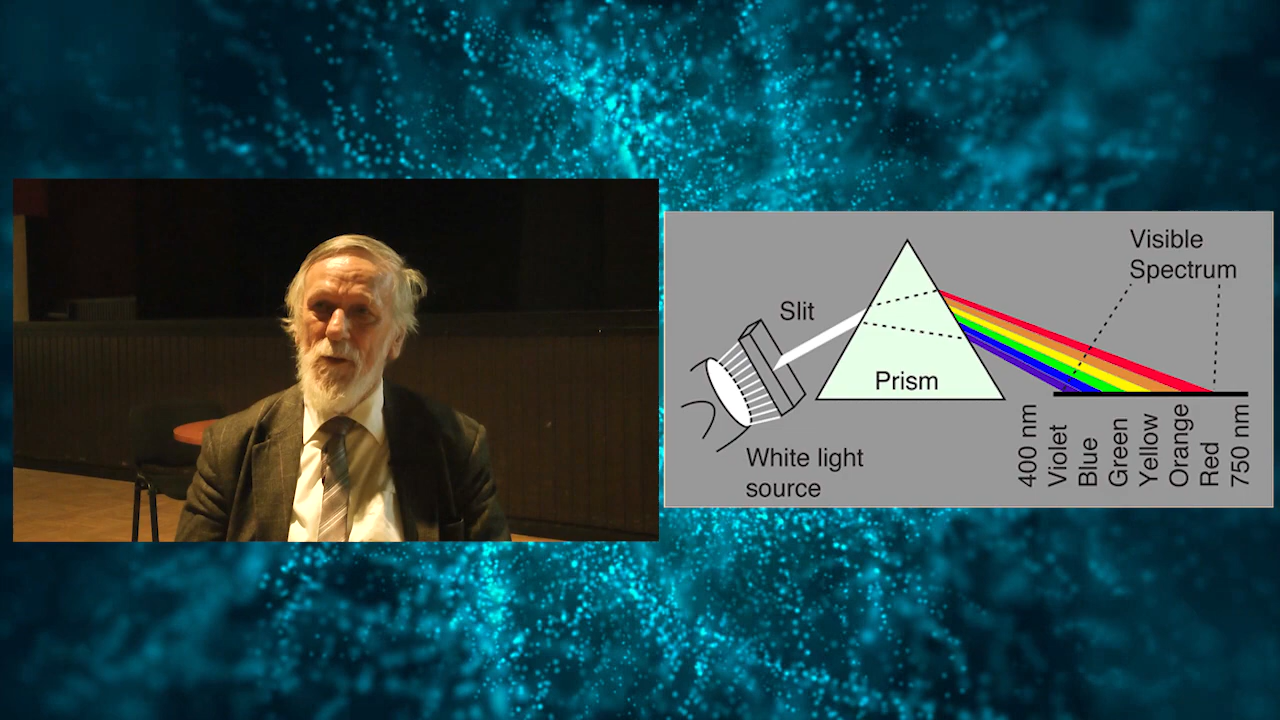 Visible
Spectrum
Slit
Prism
White light
source
400 nm
Violet
Blue
Green
Yellow
Orange
Red
750 nm